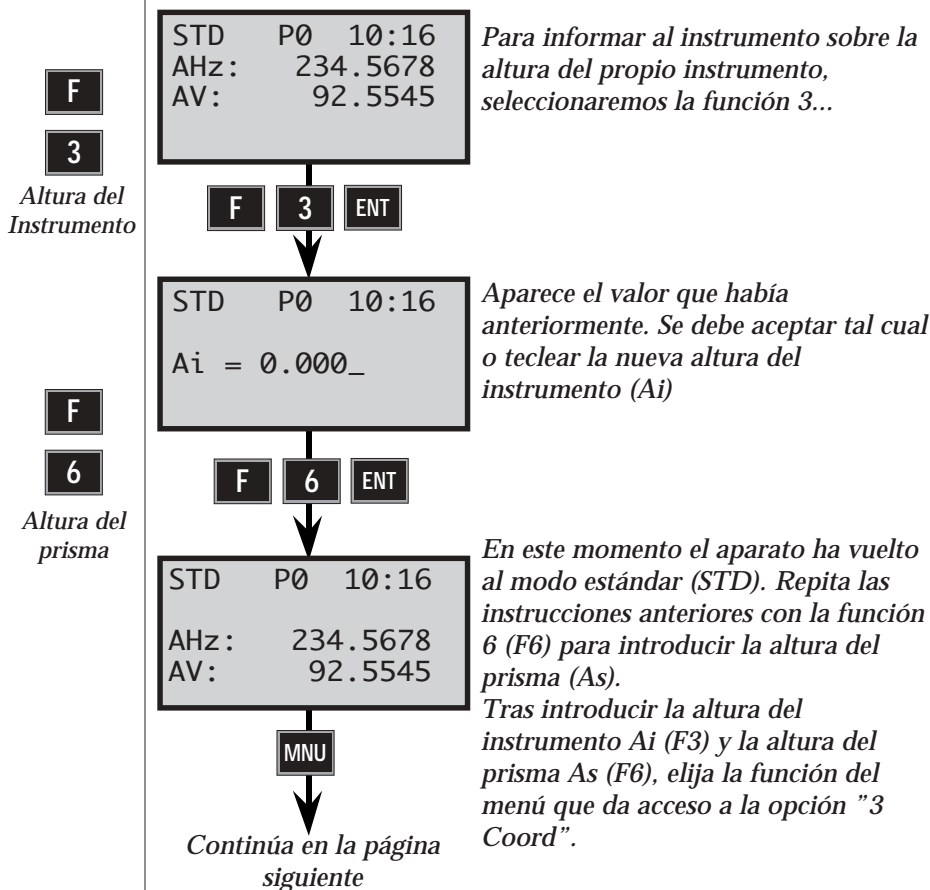 F
3
Altura del
Instrumento
STD P0 10:16
AHz: 234.5678
AV: 92.5545
Para informar al instrumento sobre la
altura del propio instrumento,
seleccionaremos la función 3...
F 3 ENT
STD P0 10:16
Ai = 0.000_
Aparece el valor que había
anteriormente. Se debe aceptar tal cual
o teclear la nueva altura del
instrumento (Ai)
F
6
Altura del
prisma
F 6 ENT
STD P0 10:16
AHz: 234.5678
AV: 92.5545
En este momento el aparato ha vuelto
al modo estándar (STD). Repita las
instrucciones anteriores con la función
6 (F6) para introducir la altura del
prisma (As).
Tras introducir la altura del
instrumento Ai (F3) y la altura del
prisma As (F6), elija la función del
menú que da acceso a la opción ”3
Coord”.
MNU
Continúa en la página
siguiente